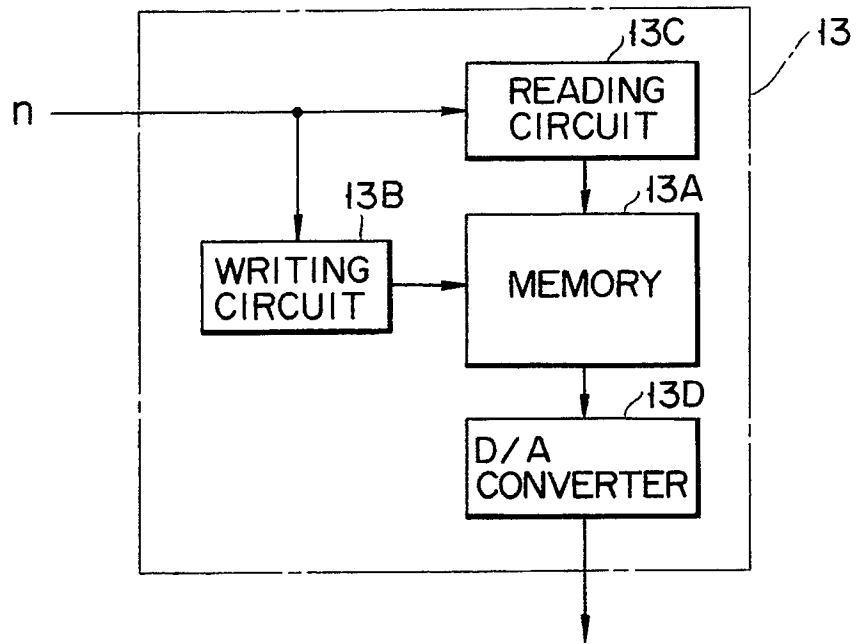 13C
13
READING
CIRCUIT
n
13B
13A
WRITING
CIRCUIT
MEMORY
13D
D/A
CONVERTER